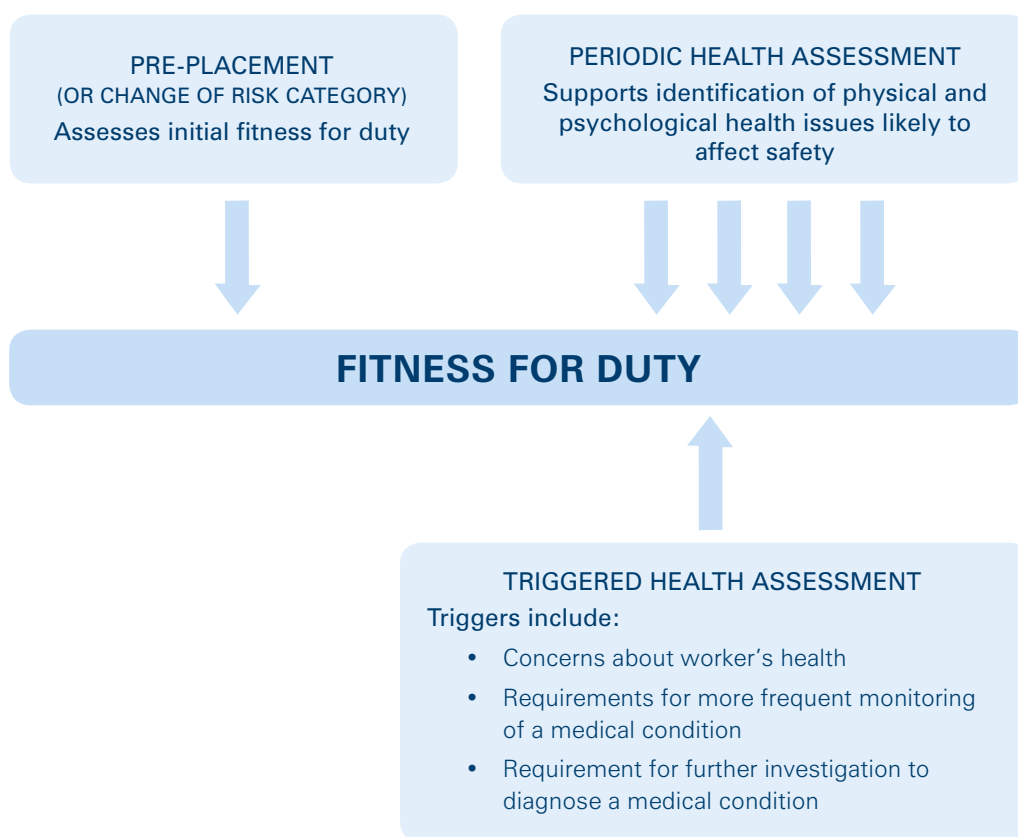 PRE-PLACEMENT
(OR CHANGE OF RISK CATEGORY)
Assesses initial fitness for duty
PERIODIC HEALTH ASSESSMENT
Supports identification of physical and
psychological health issues likely to
affect safety
FITNESS FOR DUTY
TRIGGERED HEALTH ASSESSMENT
Triggers include:
• Concerns about worker’s health
• Requirements for more frequent monitoring
of a medical condition
• Requirement for further investigation to
diagnose a medical condition